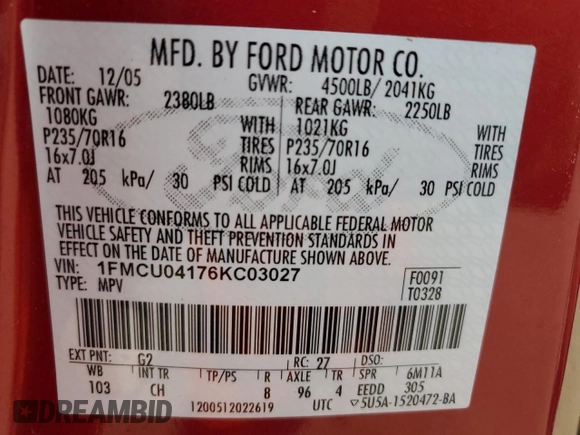 MFD. BY FORD MOTOR CO.
DATE: 12/05 GVWR: 4500LB/ 2041KG
FRONT GAWR: 2380LB REAR GAWR: 2250LB
1080KG WITH 1021KG WITH
P235/70R16 TIRES P235/70R16 TIRES
16x7.0J RIMS 16x7.0J RIMS
AT 205 kPa/ 30 PSI COLD AT 205 kPa/ 30 PSI COLD
THIS VEHICLE CONFORMS TO ALL APPLICABLE FEDERAL MOTOR
VEHICLE SAFETY AND THEFT PREVENTION STANDARDS IN
EFFECT ON THE DATE OF MANUFACTURE SHOWN ABOVE.
VIN: 1FMCU04176KC03027 F0091
TYPE: MPV T0328
EXT PNT: G2 RC: 27 DSO:
WB INT TR TP/PS R AXLE TR SPR 6M11A
103 CH 8 96 4 EEDD 305
1200512022619 UTC ▽5U5A-1520472-BA
Ford
DREAMBID